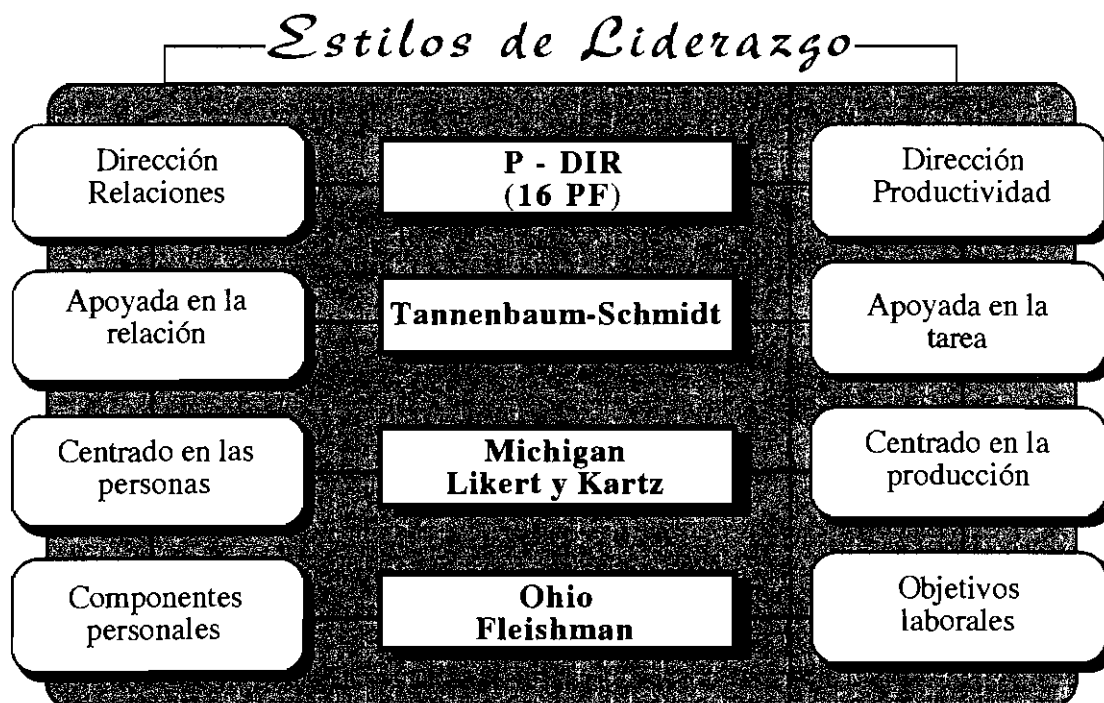 Estilos de Liderazgo
Dirección
Relaciones
P - DIR
(16 PF)
Dirección
Productividad
Apoyada en la
relación
Tannenbaum-Schmidt
Apoyada en la
tarea
Centrado en las
personas
Michigan
Likert y Kartz
Centrado en la
producción
Componentes
personales
Ohio
Fleishman
Objetivos
laborales